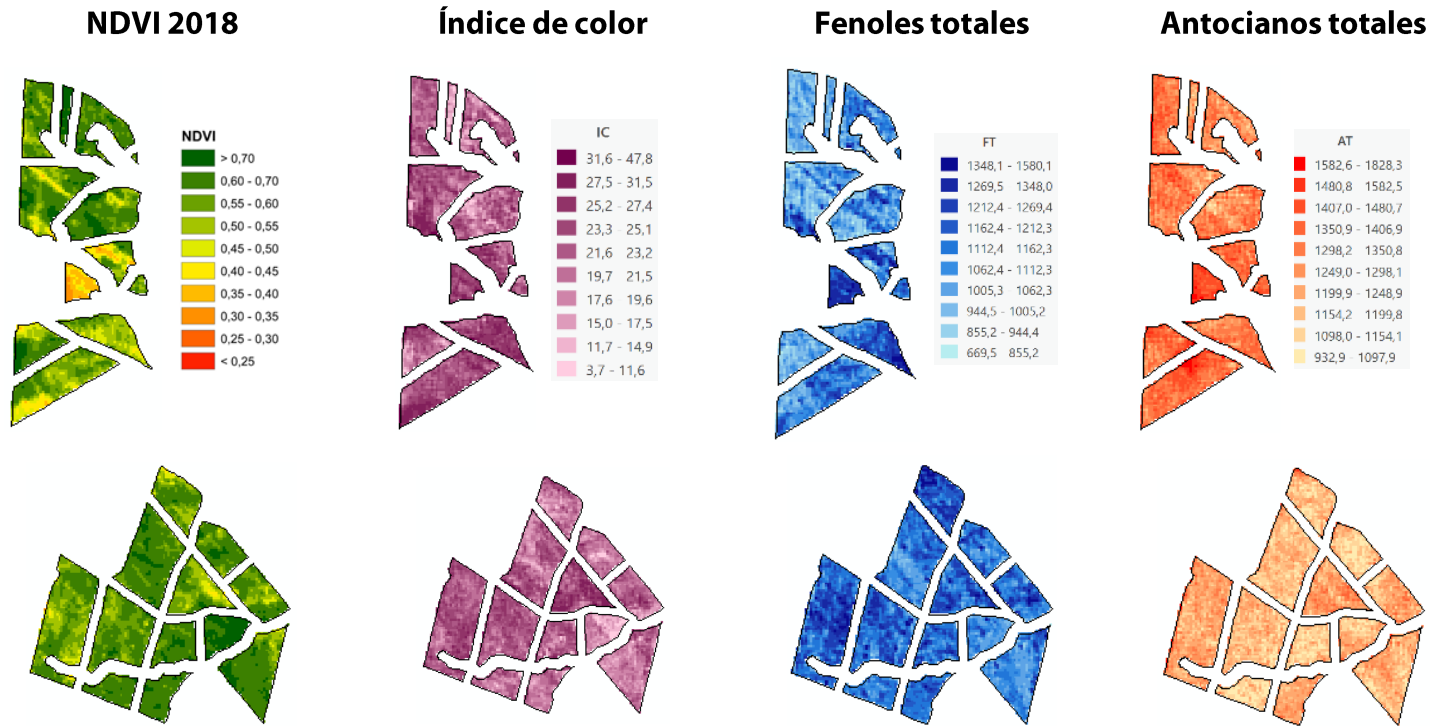 NDVI 2018
Índice de color
Fenoles totales
Antocianos totales
NDVI
> 0,70
0,60 - 0,70
0,55 - 0,60
0,50 - 0,55
0,45 - 0,50
0,40 - 0,45
0,35 - 0,40
0,30 - 0,35
0,25 - 0,30
< 0,25
IC
31,6 - 47,8
27,5 - 31,5
25,2 - 27,4
23,3 - 25,1
21,6 23,2
19,7 21,5
17,6 19,6
15,0 - 17,5
11,7 - 14,9
3,7 - 11,6
FT
1348,1 - 1580,1
1269,5 1348,0
1212,4 - 1269,4
1162,4 - 1212,3
1112,4 1162,3
1062,4 - 1112,3
1005,3 - 1062,3
944,5 - 1005,2
855,2 - 944,4
669,5 855,2
AT
1582,6 - 1828,3
1480,8 1582,5
1407,0 - 1480,7
1350,9 - 1406,9
1298,2 1350,8
1249,0 - 1298,1
1199,9 - 1248,9
1154,2 1199,8
1098,0 - 1154,1
932,9 - 1097,9